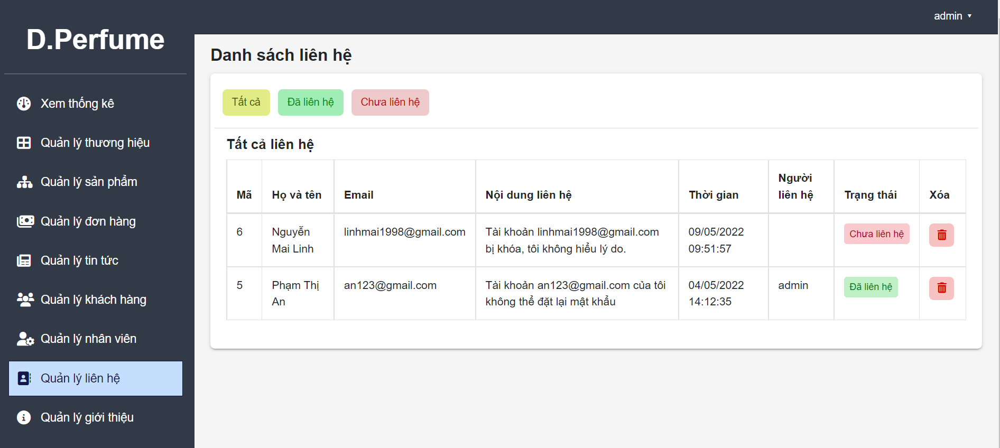 admin
D.Perfume
Xem thống kê
Quản lý thương hiệu
Quản lý sản phẩm
Quản lý đơn hàng
Quản lý tin tức
Quản lý khách hàng
Quản lý nhân viên
Quản lý liên hệ
Quản lý giới thiệu
Danh sách liên hệ
Tất cả Đã liên hệ Chưa liên hệ
Tất cả liên hệ
Mã Họ và tên Email Nội dung liên hệ Thời gian Người liên hệ Trạng thái Xóa
6 Nguyễn linhmai1998@gmail.com Tài khoản linhmai1998@gmail.com 09/05/2022 Chưa liên hệ
Mai Linh bị khóa, tôi không hiểu lý do. 09:51:57
5 Phạm Thị an123@gmail.com Tài khoản an123@gmail.com của tôi 04/05/2022 admin Đã liên hệ
An không thể đặt lại mật khẩu 14:12:35